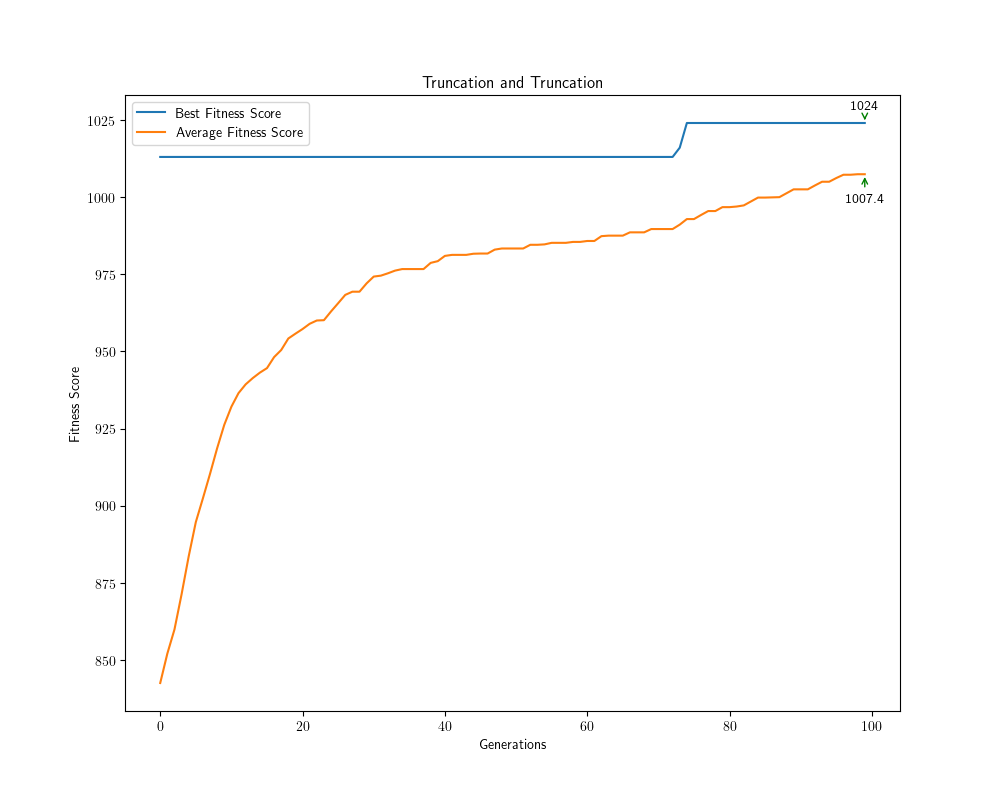 Truncation and Truncation
Best Fitness Score
Average Fitness Score
1024
1007.4
1025
1000
975
950
925
900
875
850
Fitness Score
0 20 40 60 80 100
Generations